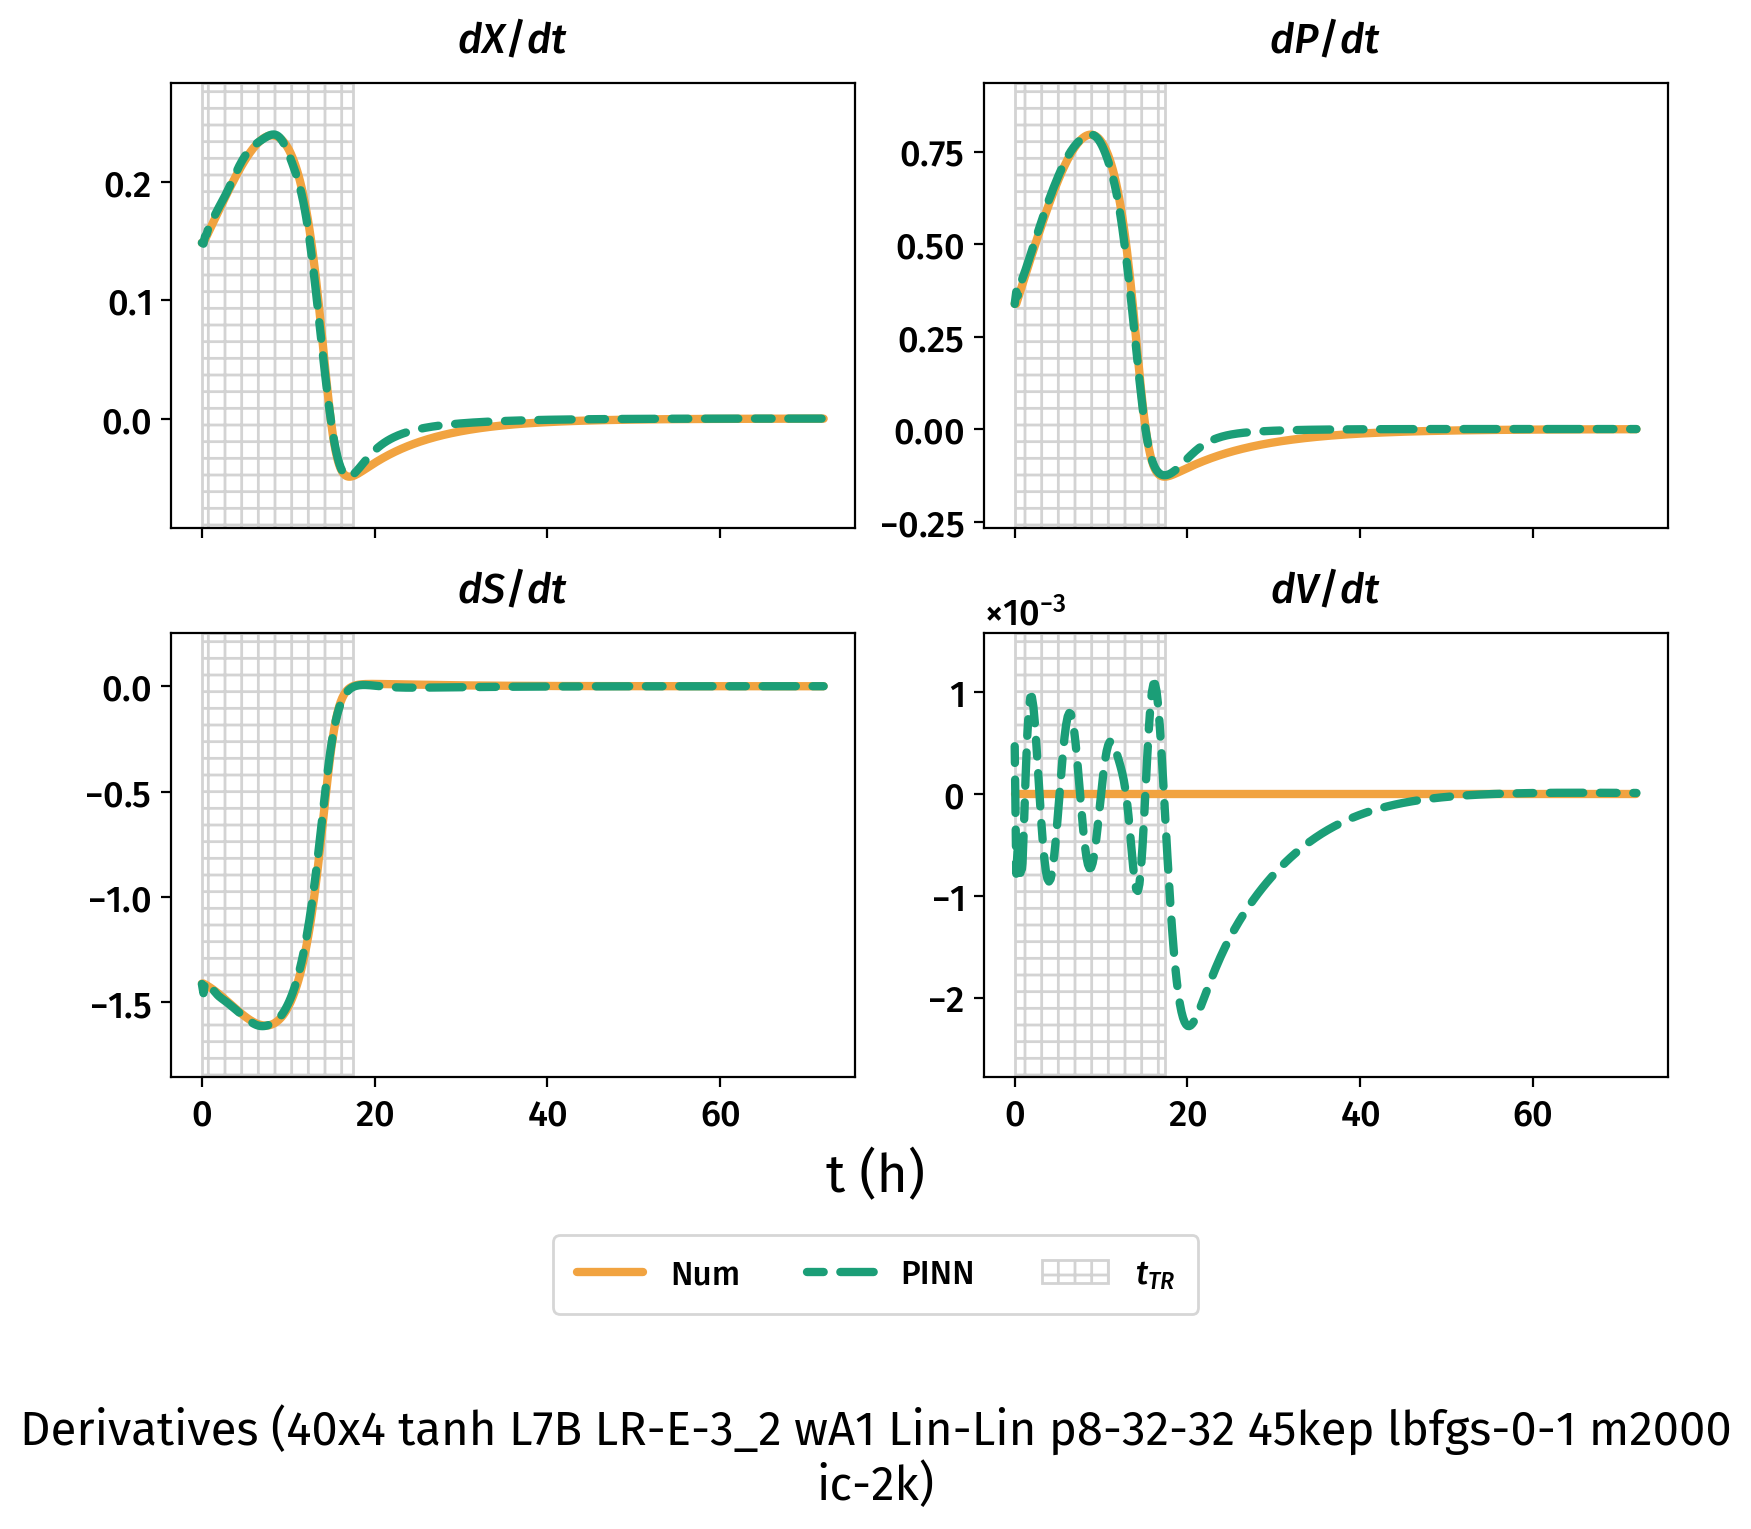 dX/dt
dP/dt
0.2
0.1
0.0
0.75
0.50
0.25
0.00
−0.25
dS/dt
dV/dt
×10⁻³
0.0
−0.5
−1.0
−1.5
1
0
−1
−2
0 20 40 60
0 20 40 60
t (h)
Num PINN t_TR
Derivatives (40x4 tanh L7B LR-E-3_2 wA1 Lin-Lin p8-32-32 45kep lbfgs-0-1 m2000
ic-2k)